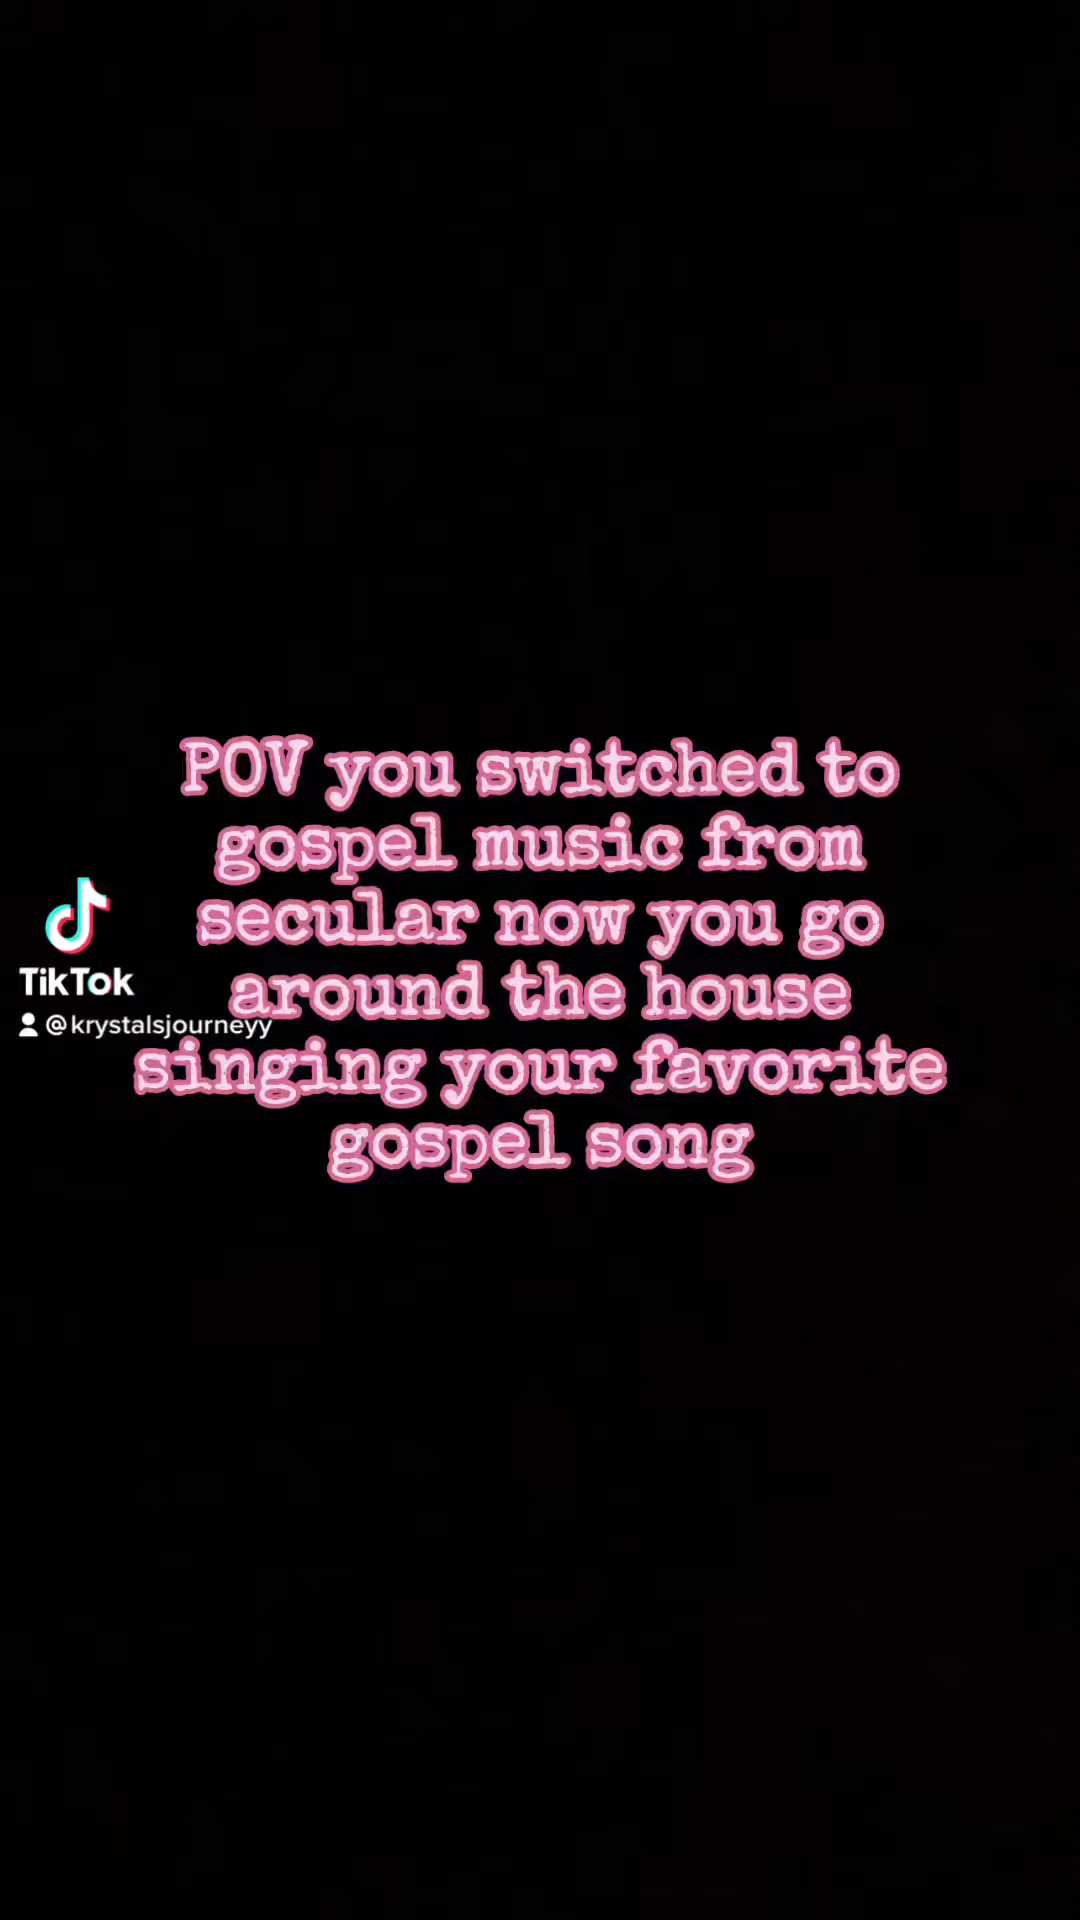 POV you switched to
gospel music from
secular now you go
around the house
singing your favorite
gospel song
TikTok
@krystalsjourneyy